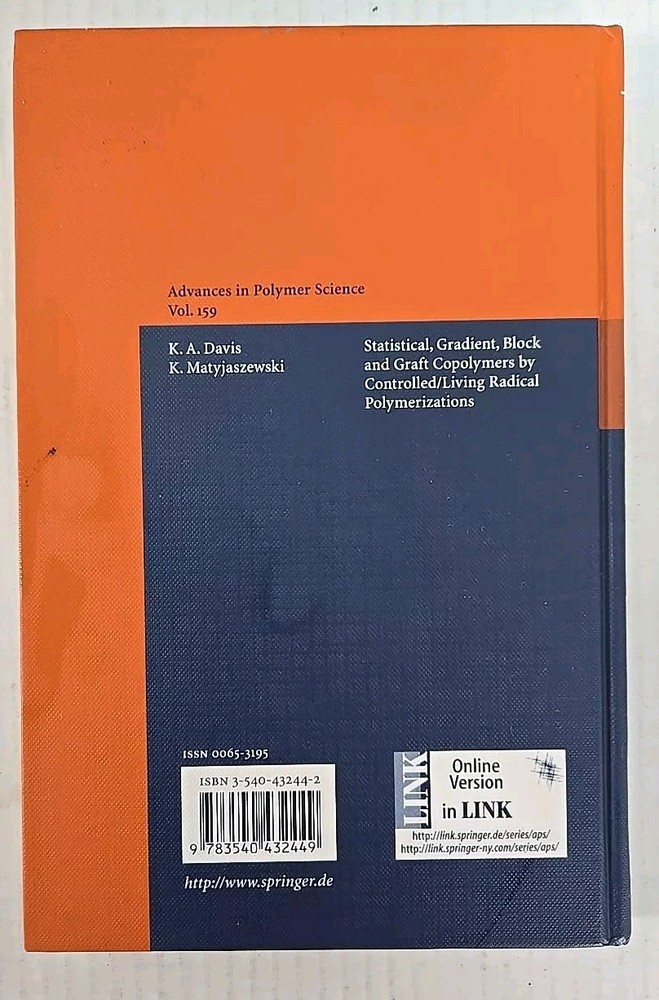 Advances in Polymer Science
Vol. 159
K. A. Davis
K. Matyjaszewski
Statistical, Gradient, Block
and Graft Copolymers by
Controlled/Living Radical
Polymerizations
ISSN 0065-3195
ISBN 3-540-43244-2
9 783540 432449
http://www.springer.de
LINK
Online
Version
in LINK
http://link.springer.de/series/aps/
http://link.springer-ny.com/series/aps/